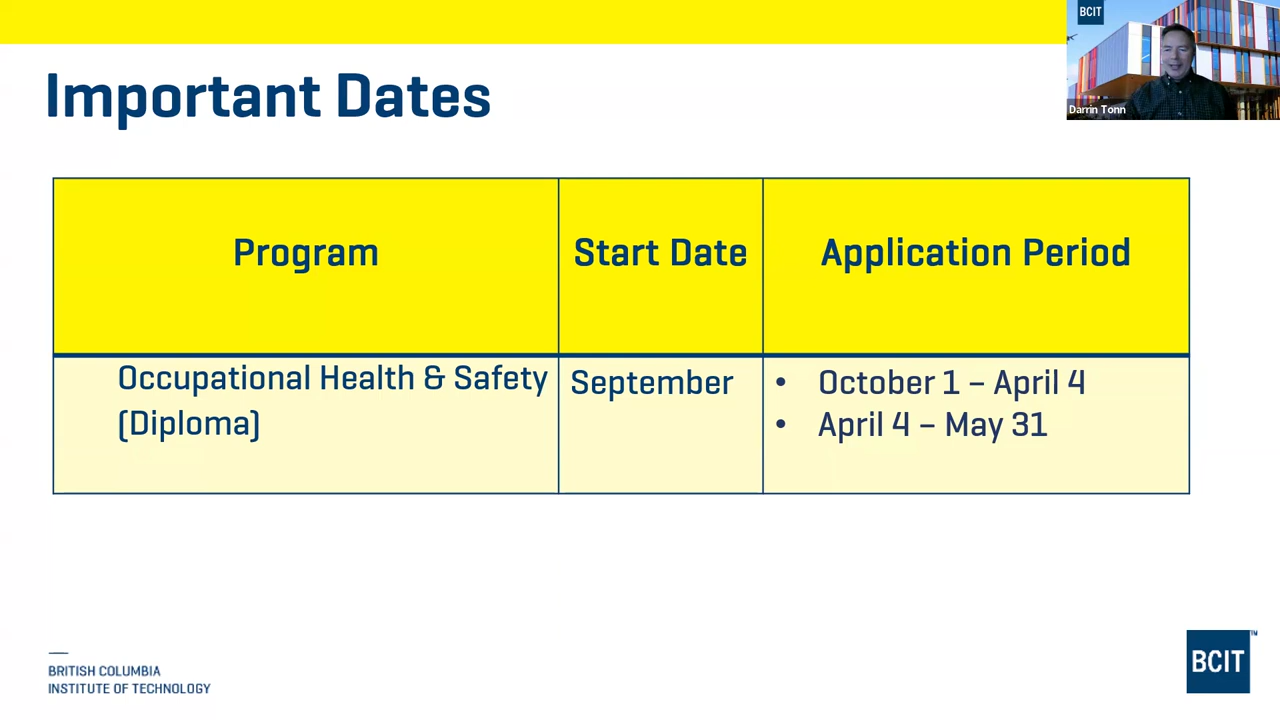 BCIT
Darrin Tonn
Important Dates
Program
Start Date
Application Period
Occupational Health & Safety
(Diploma)
September
• October 1 – April 4
• April 4 – May 31
BRITISH COLUMBIA
INSTITUTE OF TECHNOLOGY
BCIT™